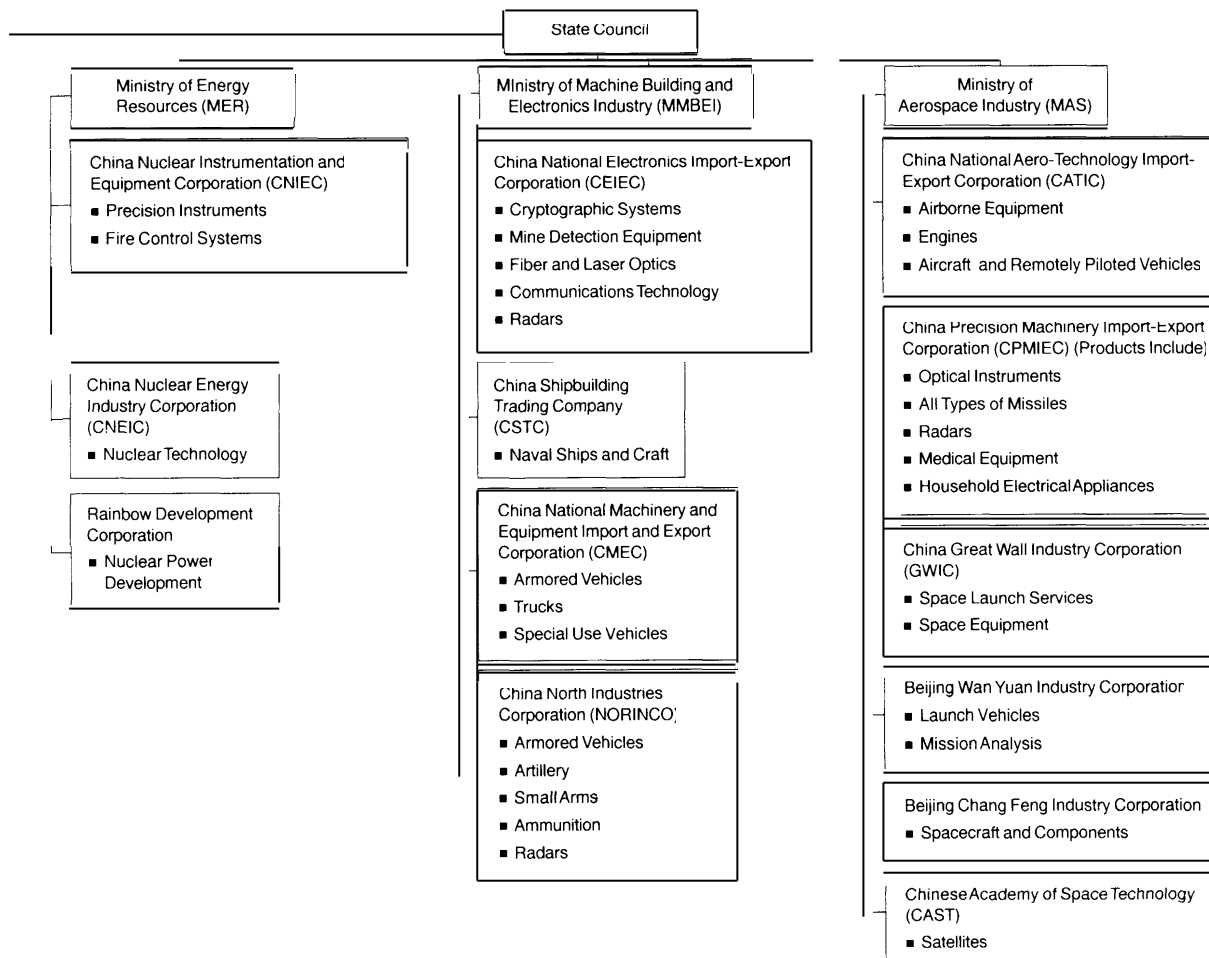 State Council
Ministry of Energy
Resources (MER)
China Nuclear Instrumentation and
Equipment Corporation (CNIEC)
■ Precision Instruments
■ Fire Control Systems
China Nuclear Energy
Industry Corporation
(CNEIC)
■ Nuclear Technology
Rainbow Development
Corporation
■ Nuclear Power
Development
MInistry of Machine Building and
Electronics Industry (MMBEI)
China National Electronics Import-Export
Corporation (CEIEC)
■ Cryptographic Systems
■ Mine Detection Equipment
■ Fiber and Laser Optics
■ Communications Technology
■ Radars
China Shipbuilding
Trading Company
(CSTC)
■ Naval Ships and Craft
China National Machinery and
Equipment Import and Export
Corporation (CMEC)
■ Armored Vehicles
■ Trucks
■ Special Use Vehicles
China North Industries
Corporation (NORINCO)
■ Armored Vehicles
■ Artillery
■ Small Arms
■ Ammunition
■ Radars
Ministry of
Aerospace Industry (MAS)
China National Aero-Technology Import-
Export Corporation (CATIC)
■ Airborne Equipment
■ Engines
■ Aircraft and Remotely Piloted Vehicles
China Precision Machinery Import-Export
Corporation (CPMIEC) (Products Include)
■ Optical Instruments
■ All Types of Missiles
■ Radars
■ Medical Equipment
■ Household Electrical Appliances
China Great Wall Industry Corporation
(GWIC)
■ Space Launch Services
■ Space Equipment
Beijing Wan Yuan Industry Corporation
■ Launch Vehicles
■ Mission Analysis
Beijing Chang Feng Industry Corporation
■ Spacecraft and Components
Chinese Academy of Space Technology
(CAST)
■ Satellites